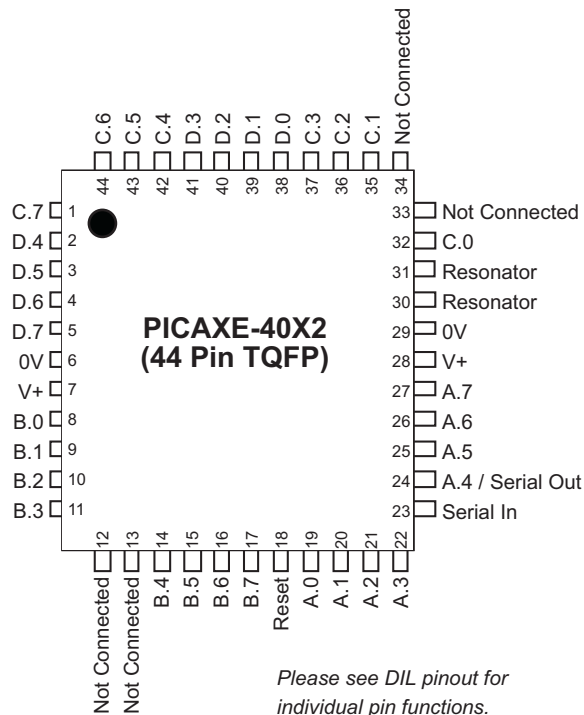 Not Connected
C.6
C.5
C.4
D.3
D.2
D.1
D.0
C.3
C.2
C.1
44
43
42
41
40
39
38
37
36
35
34
C.7 1
D.4 2
D.5 3
D.6 4
D.7 5
0V 6
V+ 7
B.0 8
B.1 9
B.2 10
B.3 11
PICAXE-40X2
(44 Pin TQFP)
33 Not Connected
32 C.0
31 Resonator
30 Resonator
29 0V
28 V+
27 A.7
26 A.6
25 A.5
24 A.4 / Serial Out
23 Serial In
12
13
14
15
16
17
18
19
20
21
22
Not Connected
Not Connected
B.4
B.5
B.6
B.7
Reset
A.0
A.1
A.2
A.3
Please see DIL pinout for
individual pin functions.